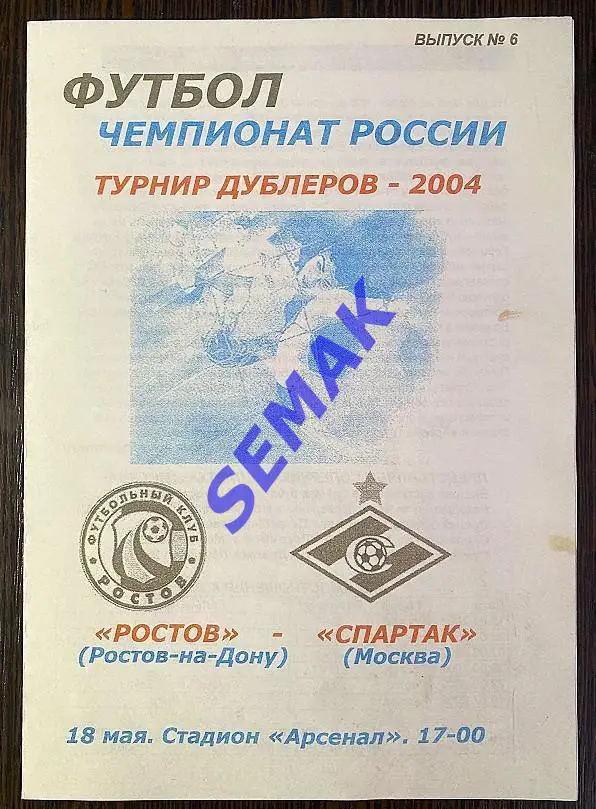 ВЫПУСК № 6
ФУТБОЛ
ЧЕМПИОНАТ РОССИИ
ТУРНИР ДУБЛЕРОВ - 2004
SEMAK
ФУТБОЛЬНЫЙ КЛУБ
РОСТОВ
«РОСТОВ» - «СПАРТАК»
(Ростов-на-Дону) (Москва)
18 мая. Стадион «Арсенал». 17-00